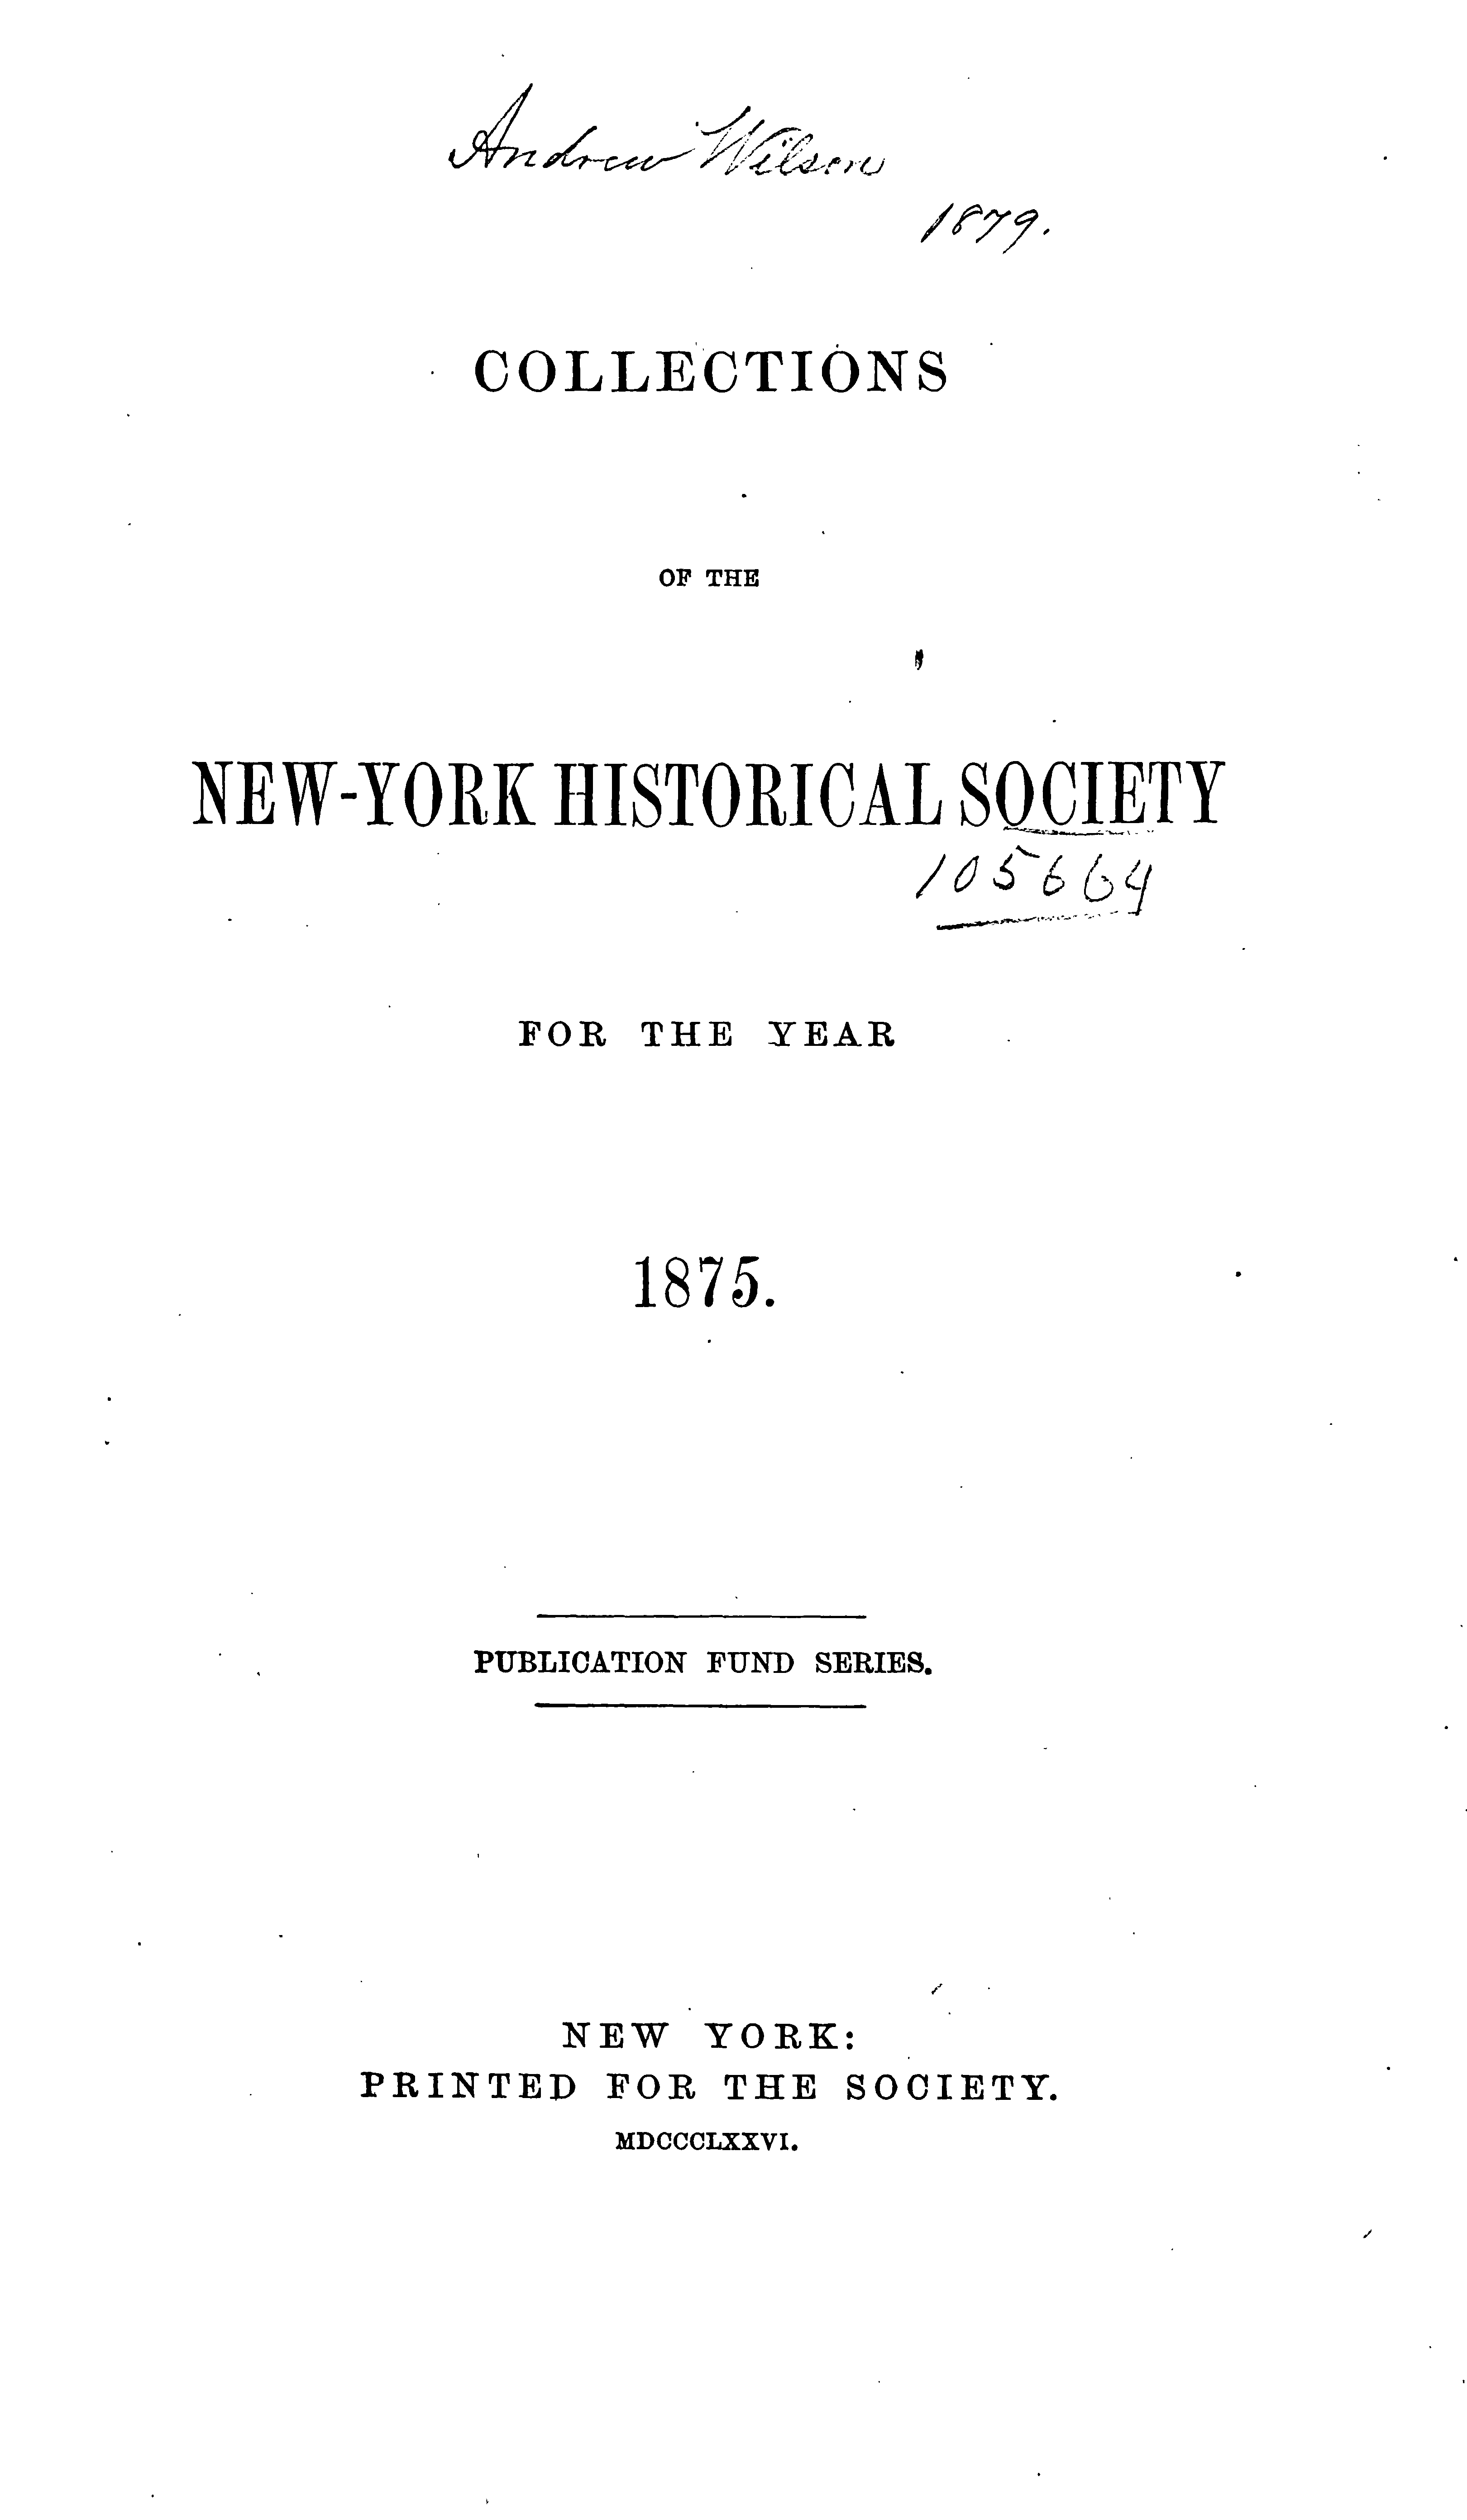 Andrew Wilson
1879.
COLLECTIONS
OF THE
NEW-YORK HISTORICAL SOCIETY
105664
FOR THE YEAR
1875.
PUBLICATION FUND SERIES.
NEW YORK:
PRINTED FOR THE SOCIETY.
MDCCCLXXVI.